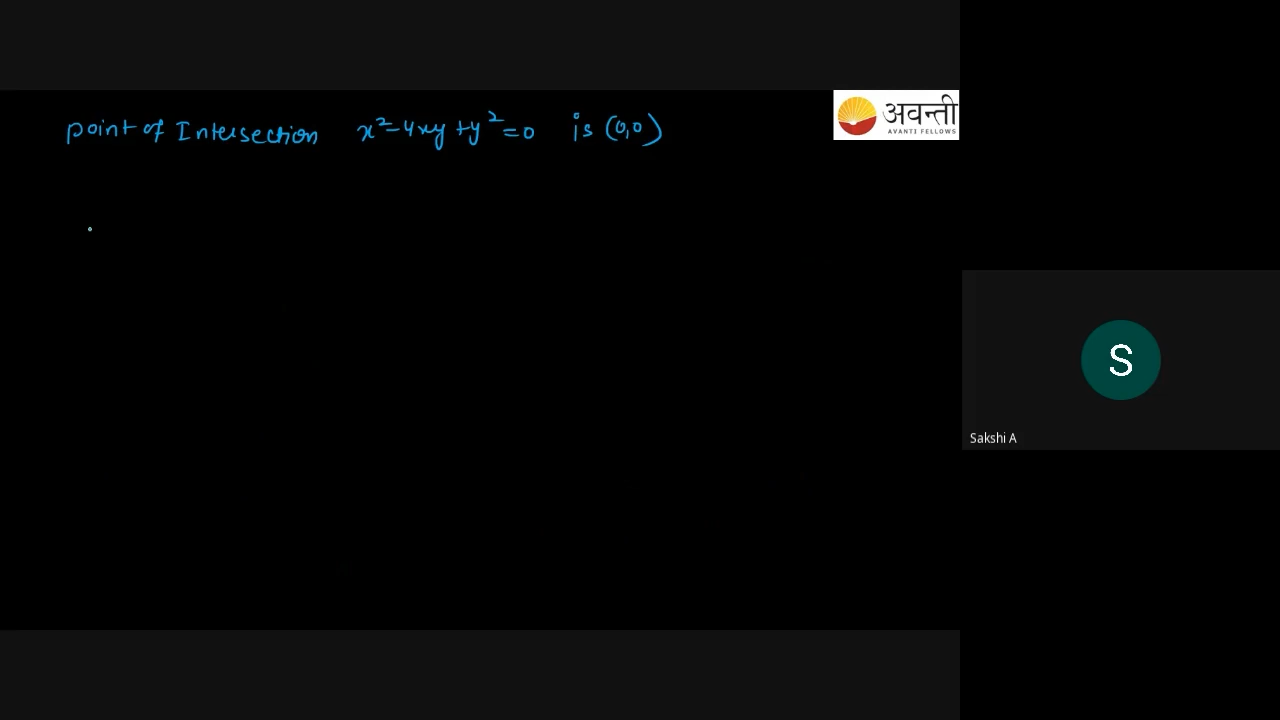 point of Intersection x²-4xy+y²=0 is (0,0)
अवन्ती
AVANTI FELLOWS
S
Sakshi A